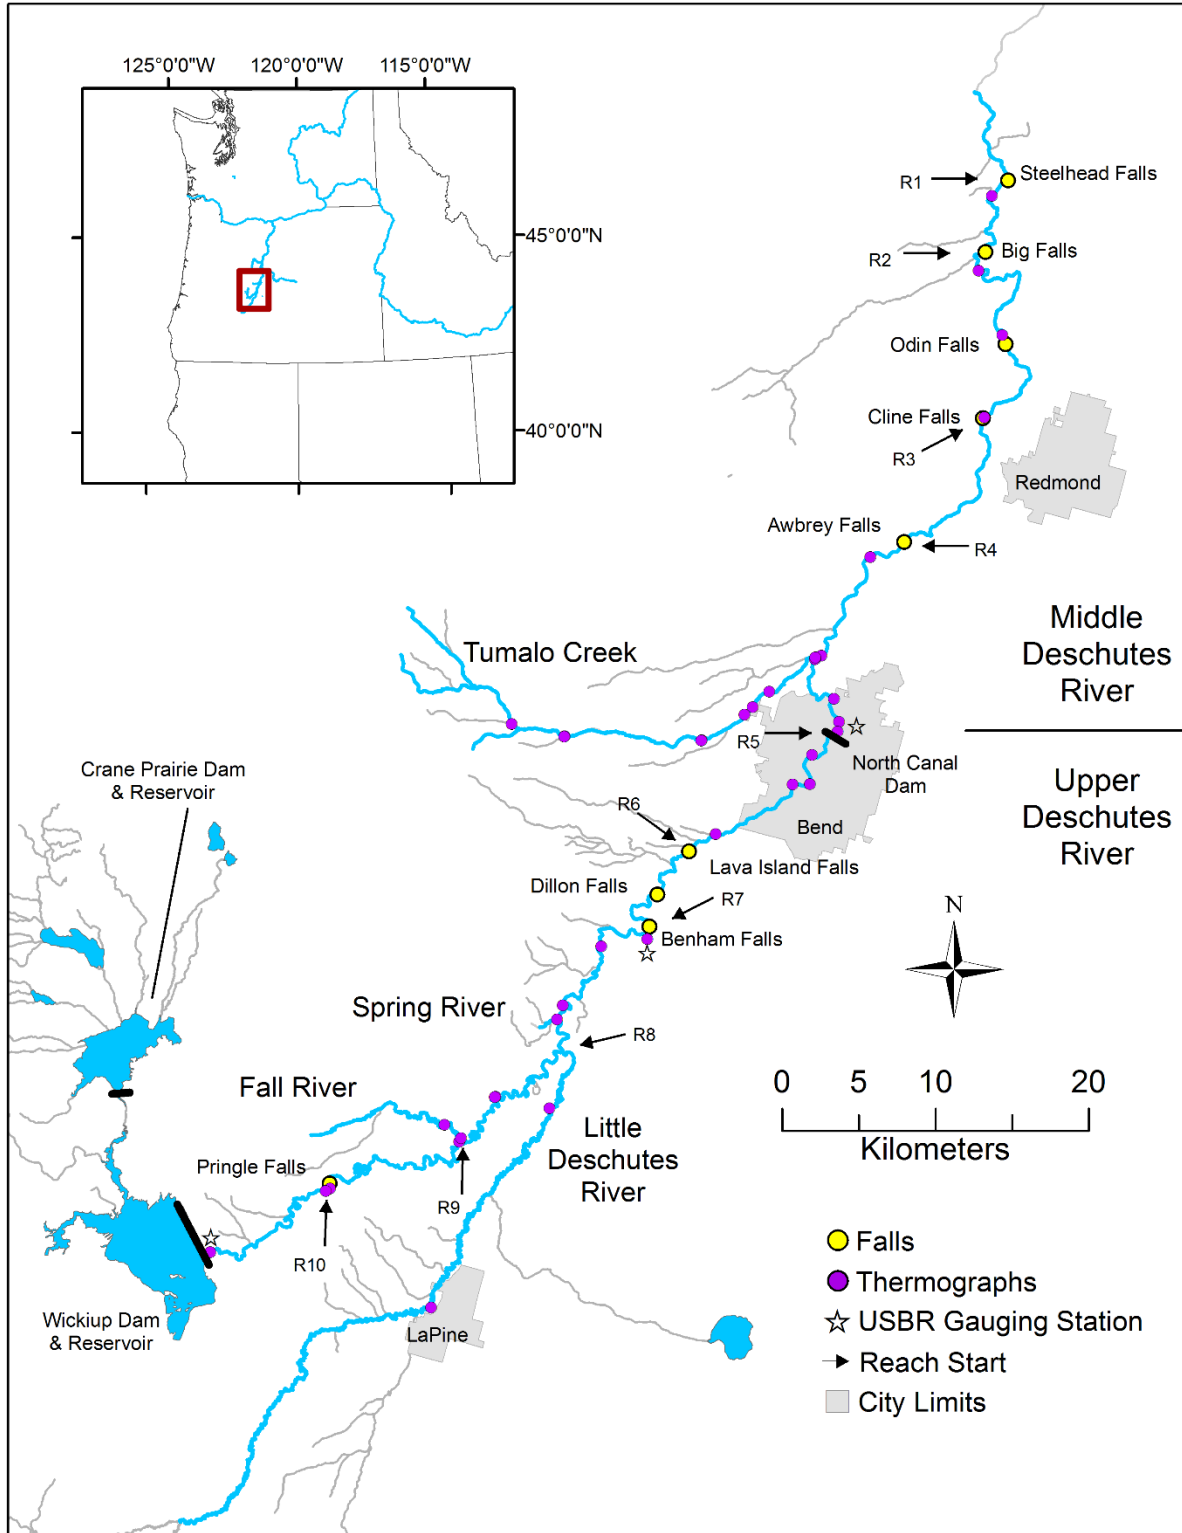 125°0'0"W
120°0'0"W
115°0'0"W
45°0'0"N
40°0'0"N
R1
Steelhead Falls
R2
Big Falls
Odin Falls
Cline Falls
R3
Redmond
Awbrey Falls
R4
Middle
Deschutes
River
Tumalo Creek
R5
North Canal
Dam
Upper
Deschutes
River
Crane Prairie Dam
& Reservoir
R6
Bend
Lava Island Falls
Dillon Falls
R7
Benham Falls
N
Spring River
R8
Fall River
0 5 10 20
Kilometers
Little
Deschutes
River
Pringle Falls
R9
R10
Wickiup Dam
& Reservoir
LaPine
Falls
Thermographs
USBR Gauging Station
Reach Start
City Limits